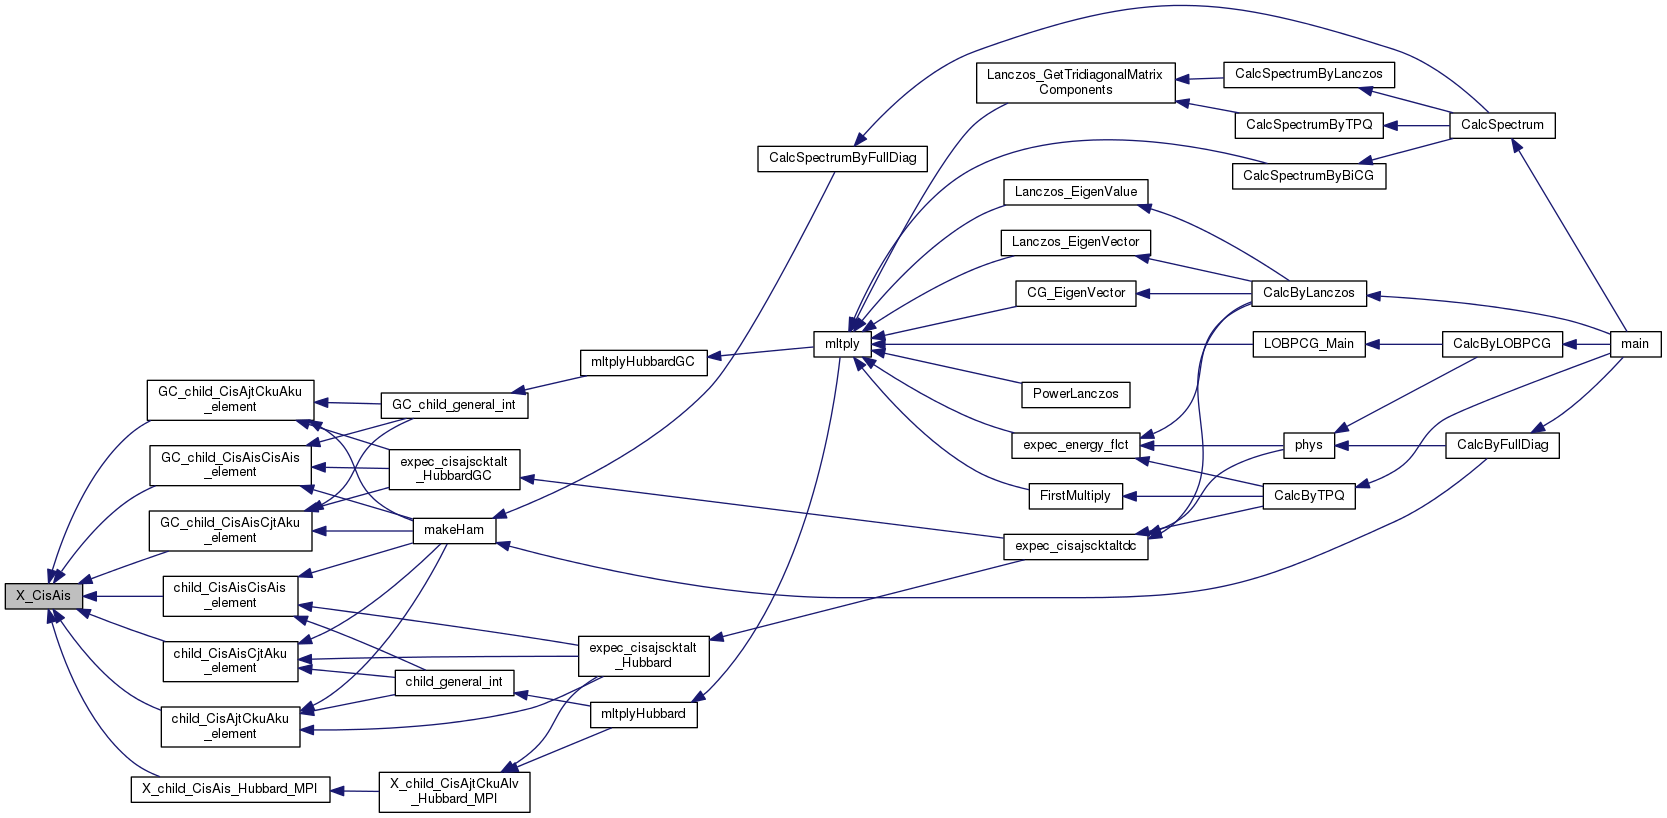 X_CisAis
GC_child_CisAjtCkuAku
_element
GC_child_CisAisCisAis
_element
GC_child_CisAisCjtAku
_element
child_CisAisCisAis
_element
child_CisAisCjtAku
_element
child_CisAjtCkuAku
_element
X_child_CisAis_Hubbard_MPI
GC_child_general_int
expec_cisajscktalt
_HubbardGC
makeHam
child_general_int
X_child_CisAjtCkuAlv
_Hubbard_MPI
mltplyHubbardGC
expec_cisajscktalt
_Hubbard
mltplyHubbard
CalcSpectrumByFullDiag
mltply
Lanczos_GetTridiagonalMatrix
Components
Lanczos_EigenValue
Lanczos_EigenVector
CG_EigenVector
PowerLanczos
expec_energy_flct
FirstMultiply
expec_cisajscktaltdc
CalcSpectrumByLanczos
CalcSpectrumByTPQ
CalcSpectrumByBiCG
CalcByLanczos
LOBPCG_Main
phys
CalcByTPQ
CalcSpectrum
CalcByLOBPCG
CalcByFullDiag
main